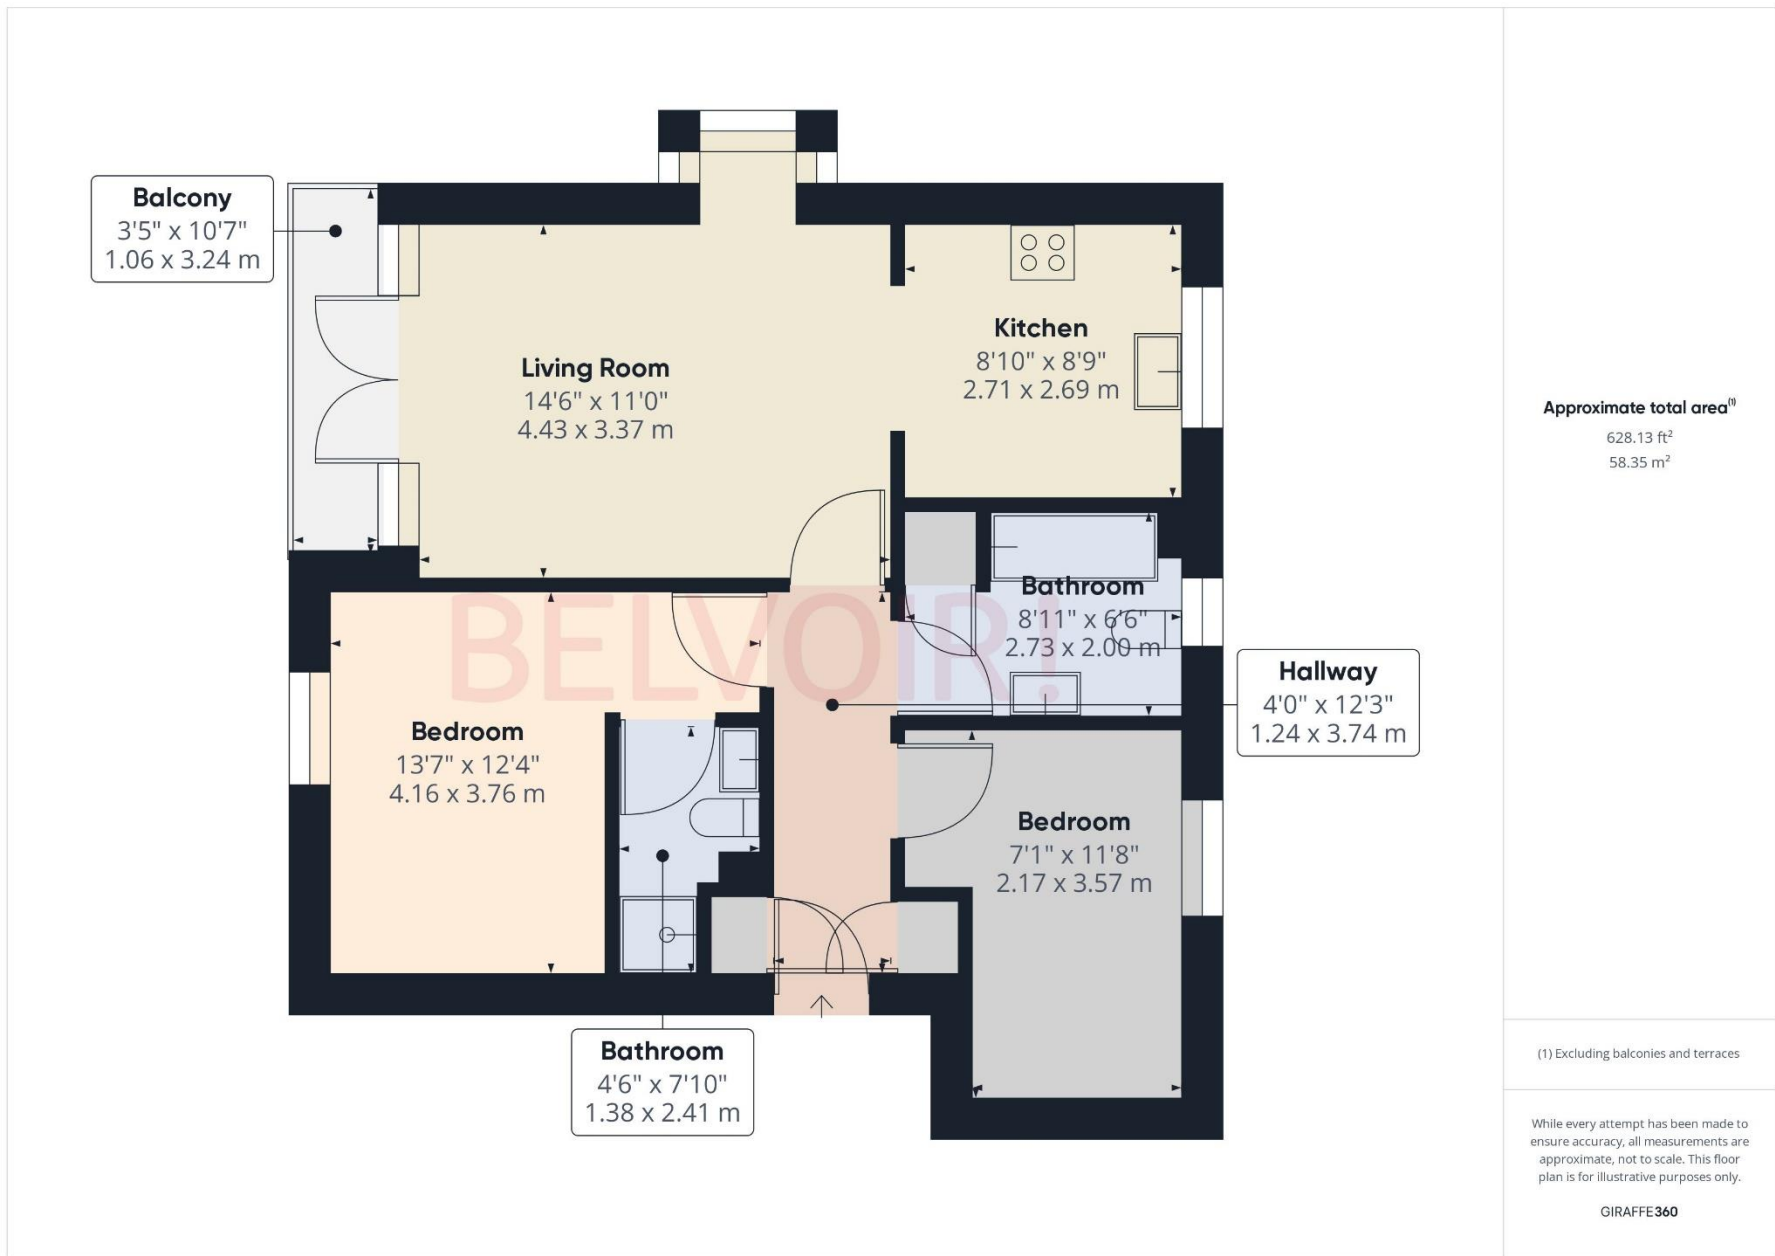 Balcony
3'5" x 10'7"
1.06 x 3.24 m
Living Room
14'6" x 11'0"
4.43 x 3.37 m
Kitchen
8'10" x 8'9"
2.71 x 2.69 m
Approximate total area(1)
628.13 ft²
58.35 m²
BELVOIR!
Bathroom
8'11" x 6'6"
2.73 x 2.00 m
Hallway
4'0" x 12'3"
1.24 x 3.74 m
Bedroom
13'7" x 12'4"
4.16 x 3.76 m
Bedroom
7'1" x 11'8"
2.17 x 3.57 m
Bathroom
4'6" x 7'10"
1.38 x 2.41 m
(1) Excluding balconies and terraces
While every attempt has been made to
ensure accuracy, all measurements are
approximate, not to scale. This floor
plan is for illustrative purposes only.
GIRAFFE360